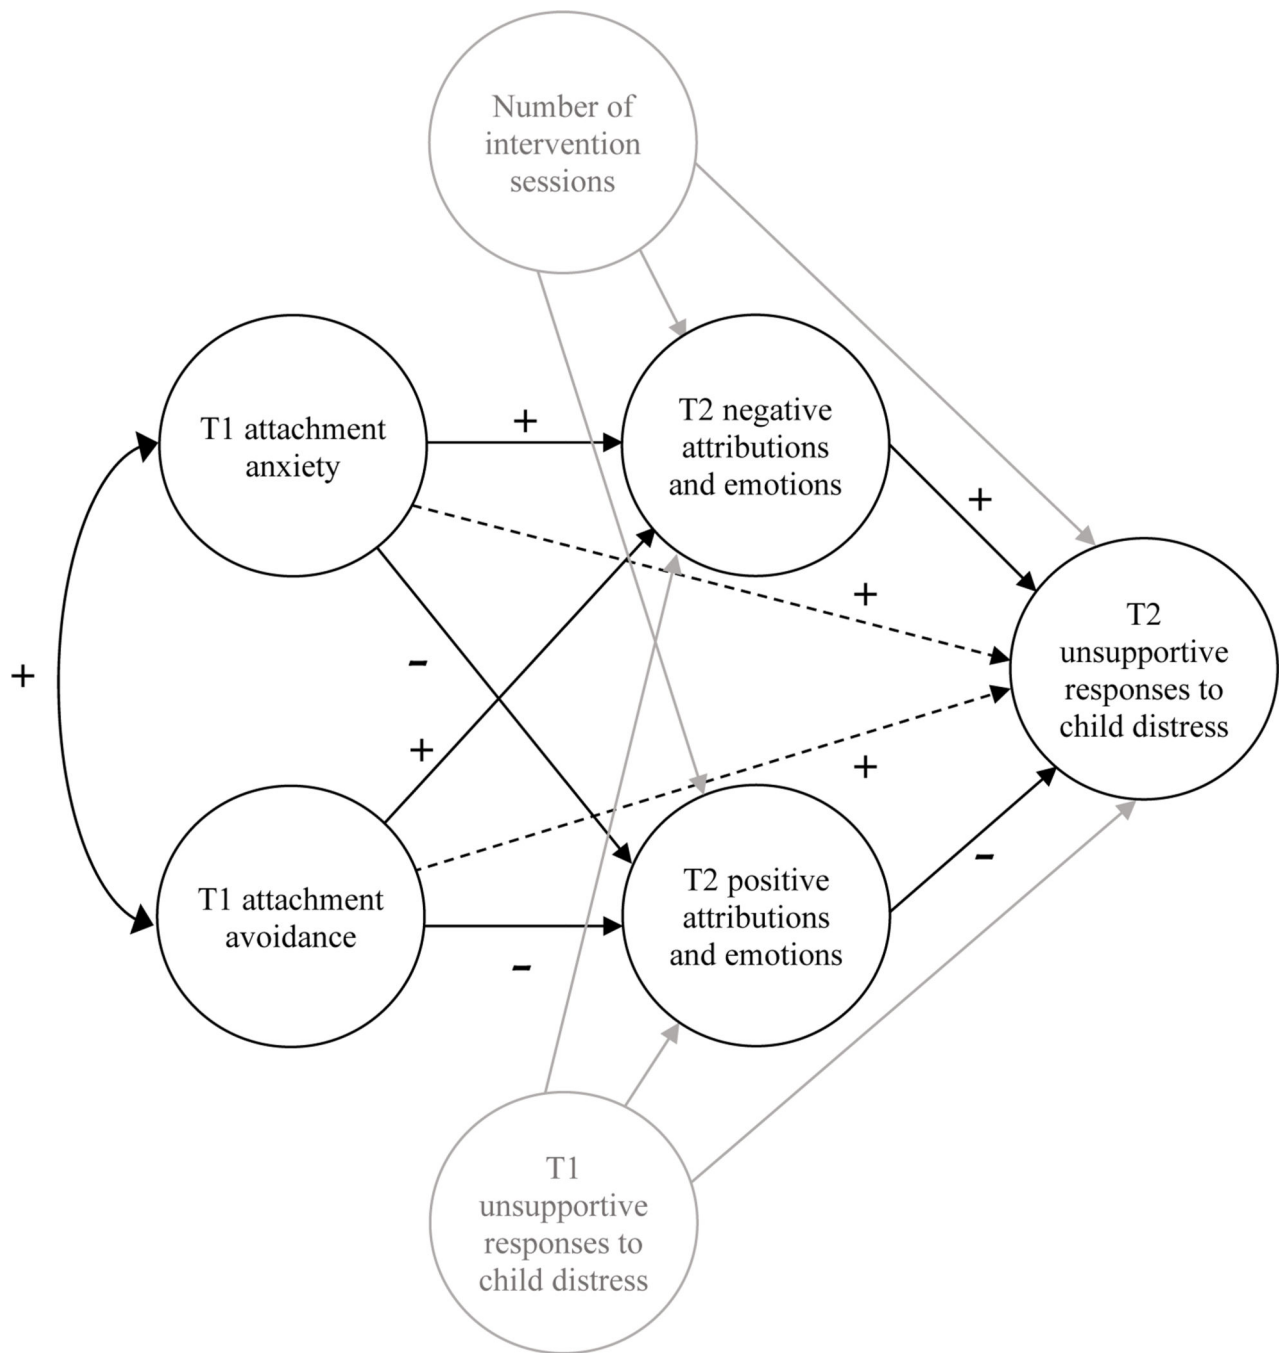 Number of
intervention
sessions
T1 attachment
anxiety
+
T2 negative
attributions
and emotions
+
+
T2
unsupportive
responses to
child distress
-
+
+
+
T1 attachment
avoidance
-
T2 positive
attributions
and emotions
-
T1
unsupportive
responses to
child distress